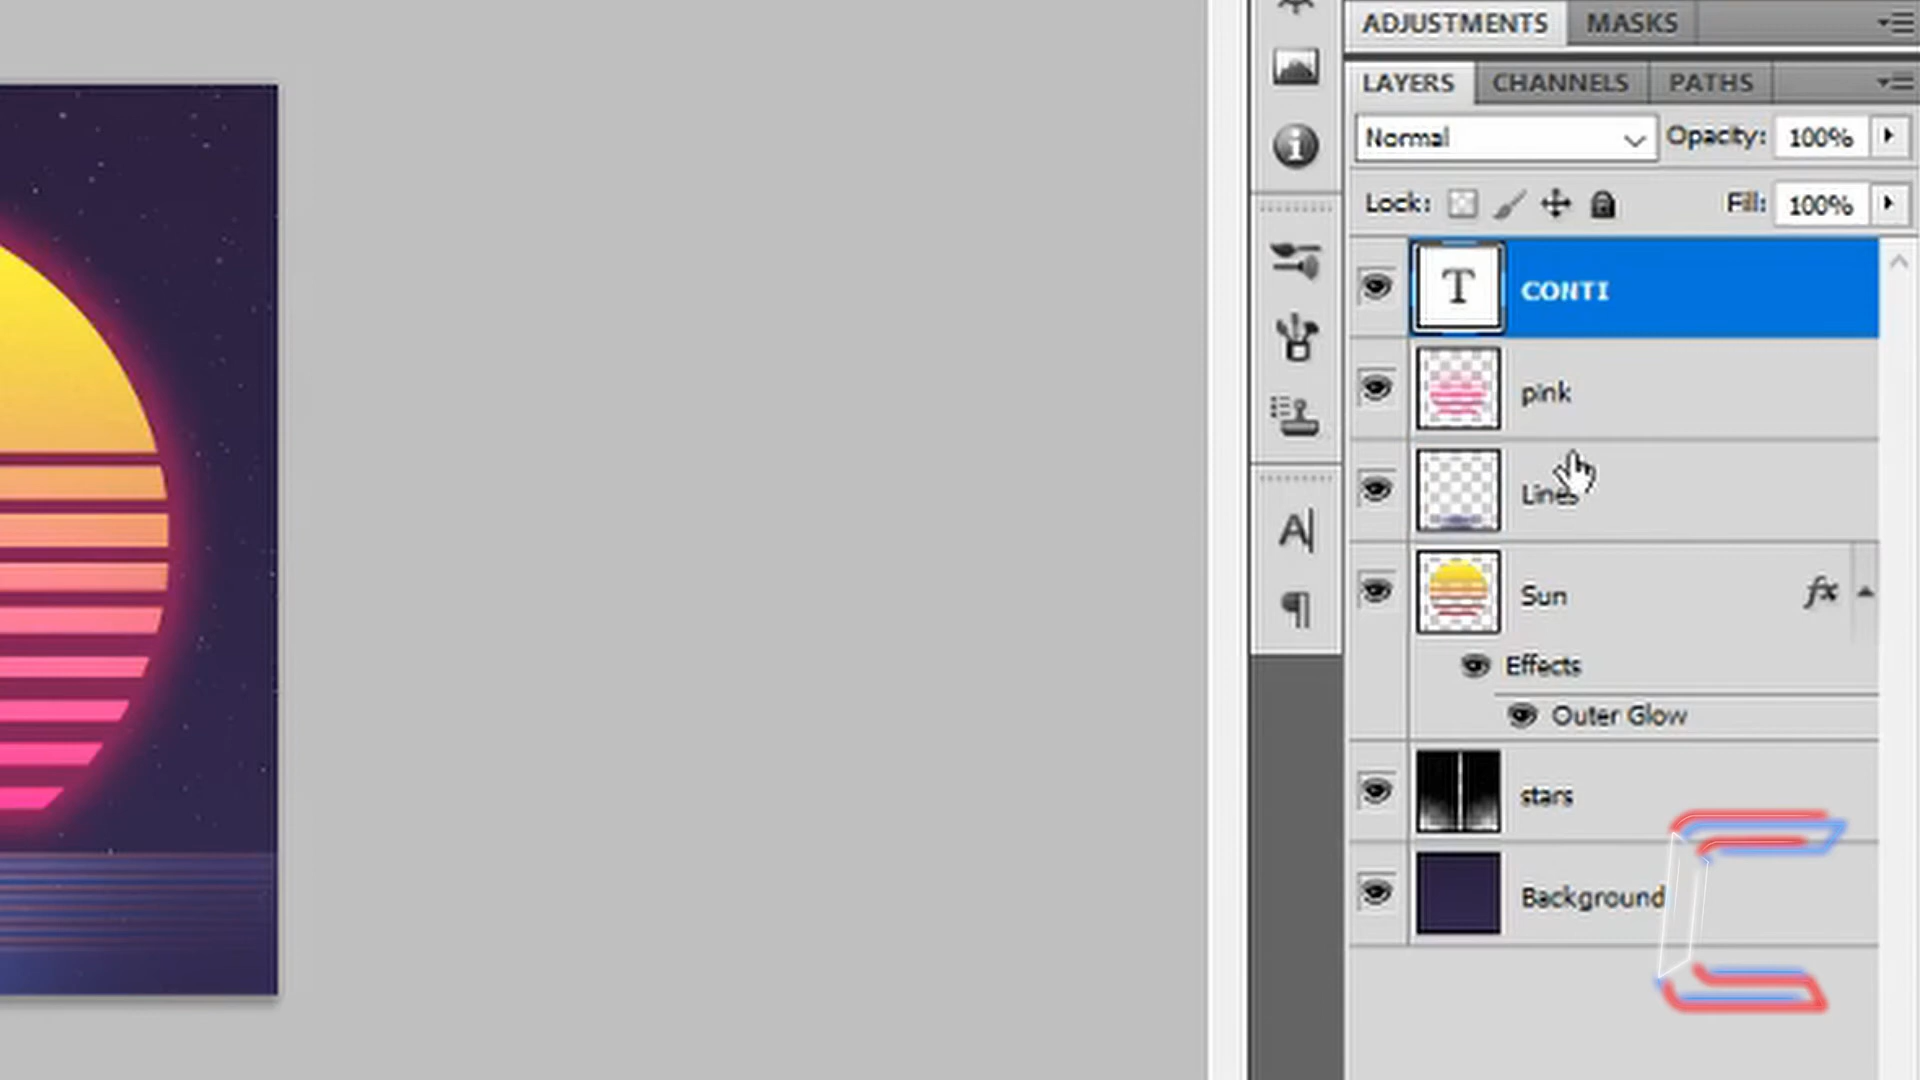 ADJUSTMENTS MASKS
LAYERS CHANNELS PATHS
Normal Opacity: 100%
Lock: Fill: 100%
T CONTI
pink
Lines
Sun fx
Effects
Outer Glow
stars
Background